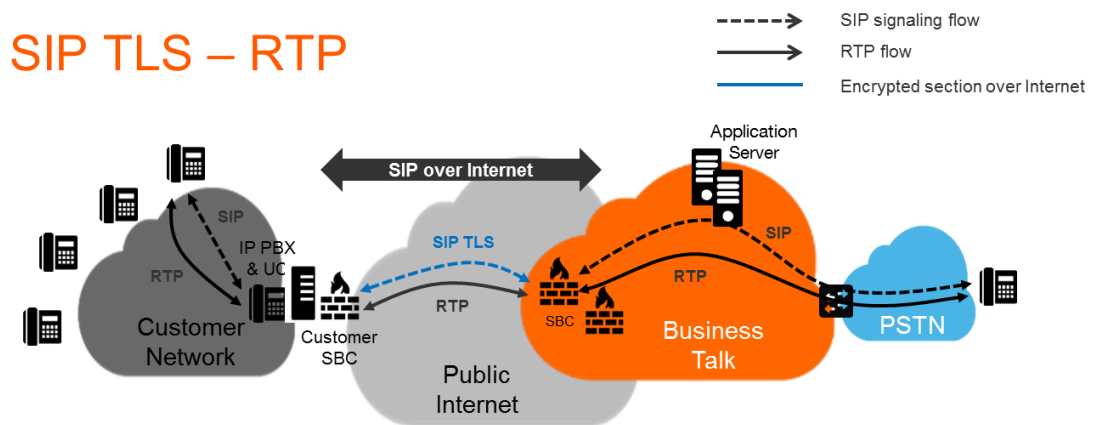 SIP TLS – RTP
SIP signaling flow
RTP flow
Encrypted section over Internet
Application
Server
SIP over Internet
SIP
RTP
IP PBX
& UC
Customer
Network
Customer
SBC
SIP TLS
RTP
Public
Internet
SBC
SIP
RTP
Business
Talk
PSTN